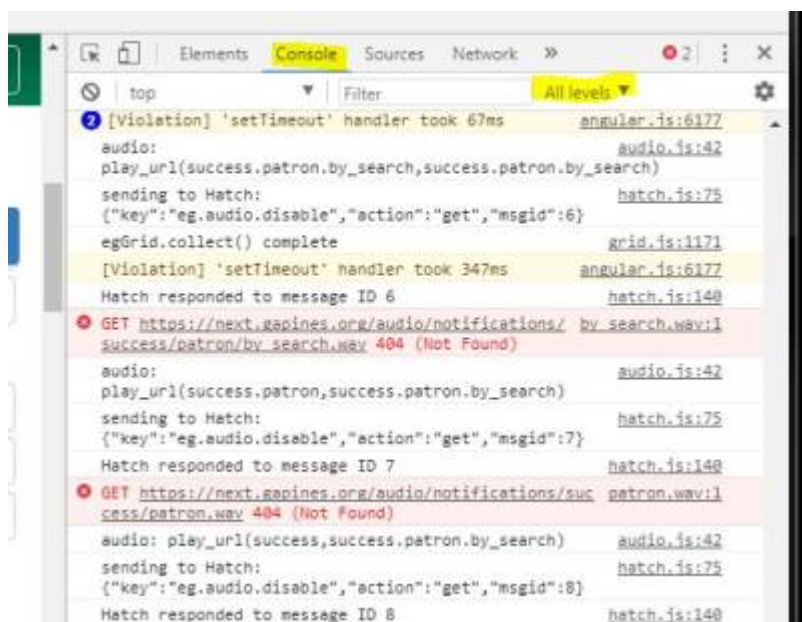 Elements Console Sources Network » 2
top Filter All levels
2 [Violation] 'setTimeout' handler took 67ms angular.js:6177
audio: audio.js:42
play_url(success.patron.by_search,success.patron.by_search)
sending to Hatch: hatch.js:75
{"key":"eg.audio.disable","action":"get","msgid":6}
egGrid.collect() complete grid.js:1171
[Violation] 'setTimeout' handler took 347ms angular.js:6177
Hatch responded to message ID 6 hatch.js:140
GET https://next.gapines.org/audio/notifications/ by_search.wav:1
success/patron/by_search.wav 404 (Not Found)
audio: audio.js:42
play_url(success.patron,success.patron.by_search)
sending to Hatch: hatch.js:75
{"key":"eg.audio.disable","action":"get","msgid":7}
Hatch responded to message ID 7 hatch.js:140
GET https://next.gapines.org/audio/notifications/suc patron.wav:1
cess/patron.wav 404 (Not Found)
audio: play_url(success,success.patron.by_search) audio.js:42
sending to Hatch: hatch.js:75
{"key":"eg.audio.disable","action":"get","msgid":8}
Hatch responded to message ID 8 hatch.js:140